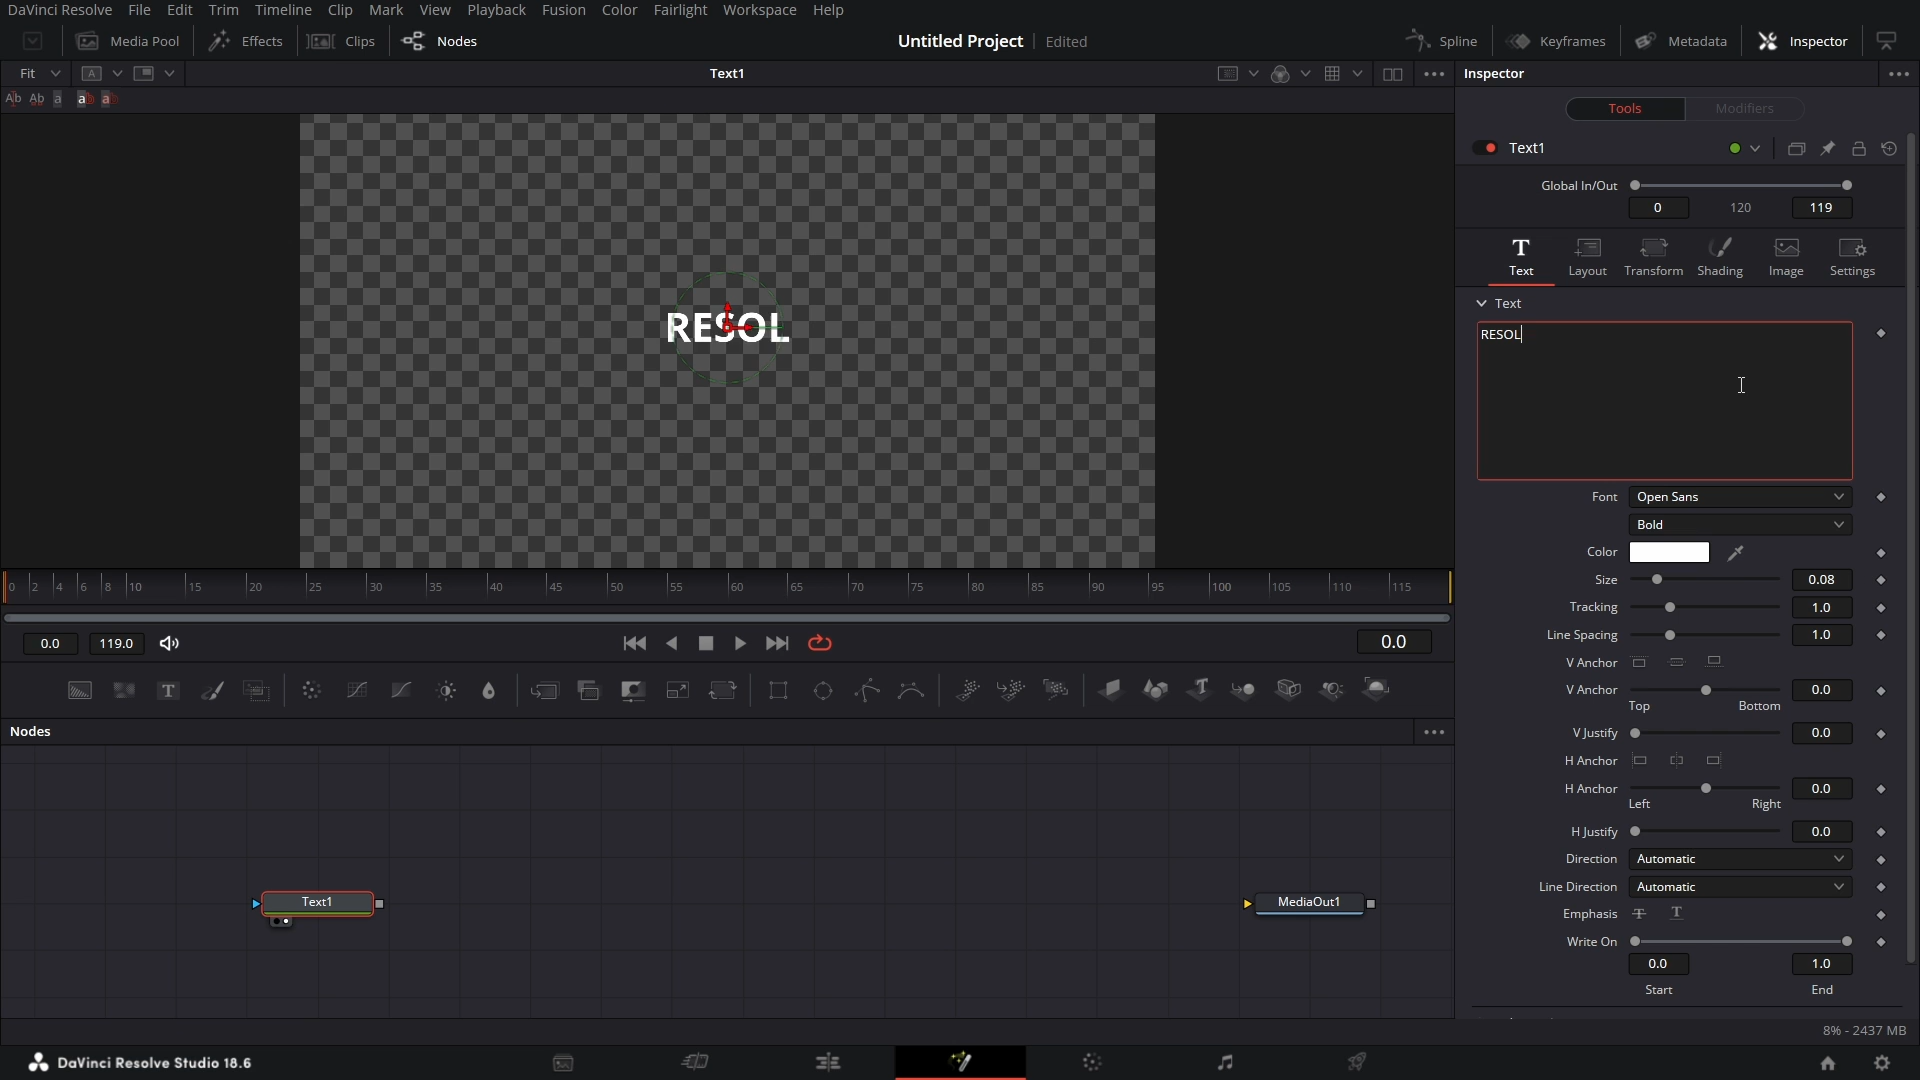 DaVinci Resolve File Edit Trim Timeline Clip Mark View Playback Fusion Color Fairlight Workspace Help
Media Pool Effects Clips Nodes Untitled Project Edited Spline Keyframes Metadata Inspector
Fit A Text1 Inspector
Ab Ab a ab a
Tools Modifiers
Text1
Global In/Out
0 120 119
T
Text Layout Transform Shading Image Settings
Text
RESOL
RESOL
Font Open Sans
Bold
Color
Size 0.08
0 2 4 6 8 10 15 20 25 30 35 40 45 50 55 60 65 70 75 80 85 90 95 100 105 110 115
Tracking 1.0
Line Spacing 1.0
0.0 119.0 0.0
V Anchor
V Anchor 0.0
Top Bottom
Nodes
V Justify 0.0
H Anchor
H Anchor 0.0
Left Right
H Justify 0.0
Direction Automatic
Line Direction Automatic
Text1 MediaOut1
Emphasis T T
Write On
0.0 1.0
Start End
8% - 2437 MB
DaVinci Resolve Studio 18.6